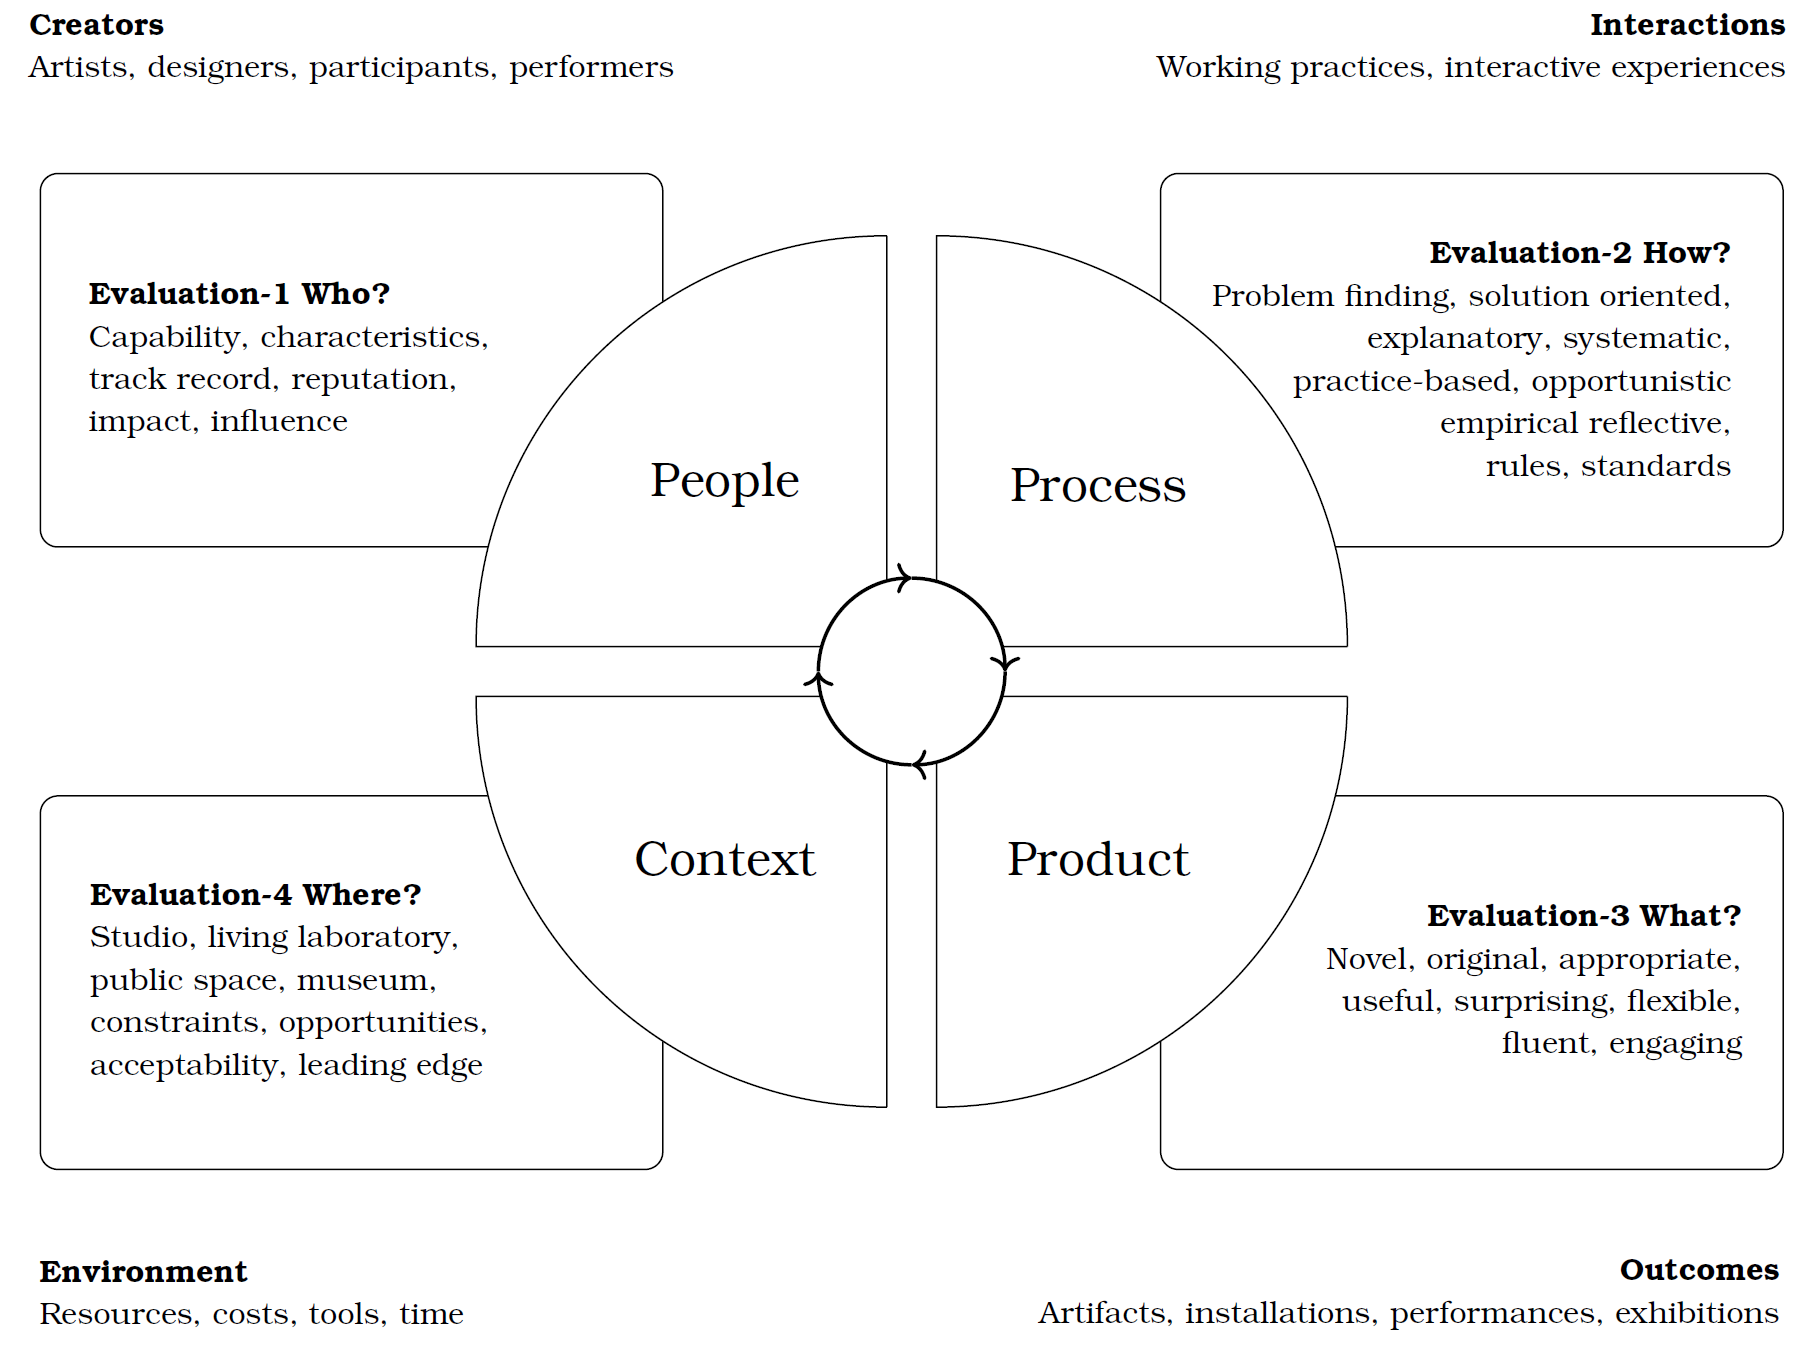 Creators
Artists, designers, participants, performers
Interactions
Working practices, interactive experiences
Evaluation-1 Who?
Capability, characteristics,
track record, reputation,
impact, influence
Evaluation-2 How?
Problem finding, solution oriented,
explanatory, systematic,
practice-based, opportunistic
empirical reflective,
rules, standards
People
Process
Context
Product
Evaluation-4 Where?
Studio, living laboratory,
public space, museum,
constraints, opportunities,
acceptability, leading edge
Evaluation-3 What?
Novel, original, appropriate,
useful, surprising, flexible,
fluent, engaging
Environment
Resources, costs, tools, time
Outcomes
Artifacts, installations, performances, exhibitions